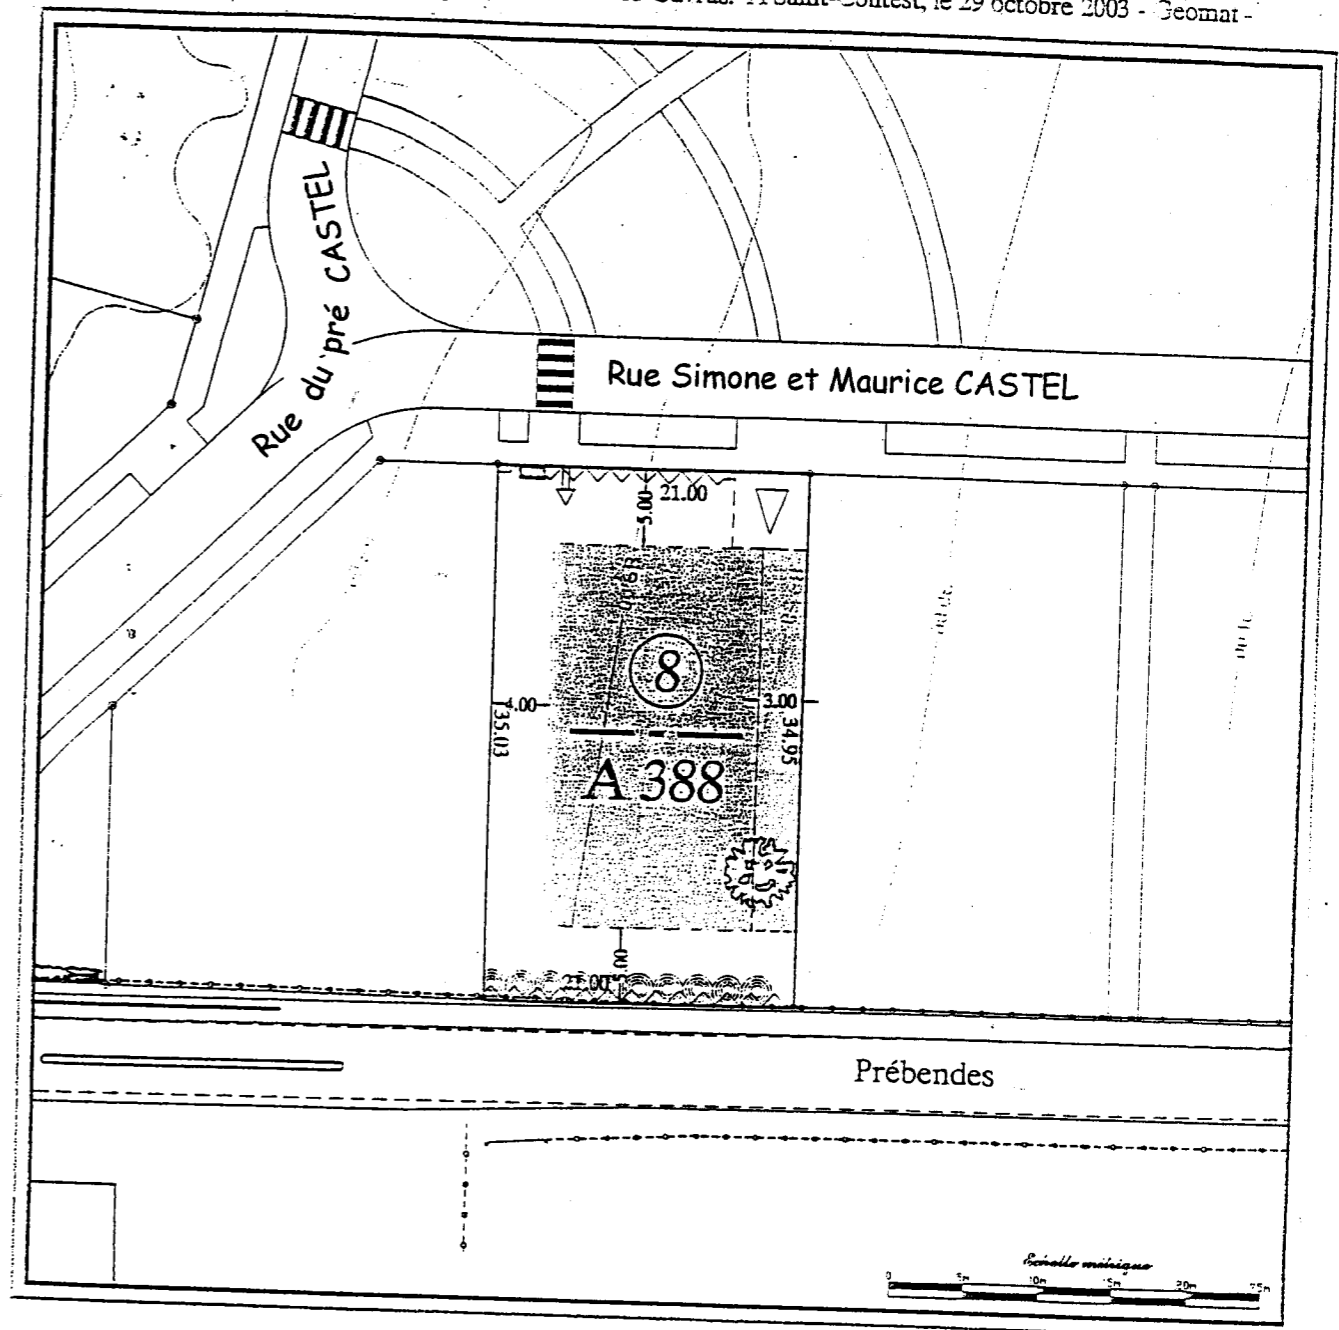 A Saint-Contest, le 29 octobre 2003 - Geomat -
Rue du pré CASTEL
Rue Simone et Maurice CASTEL
21.00
5.00
8
4.00
3.00
35.03
34.95
A 388
5.00
21.00
Prébendes
Echelle métrique
0 5m 10m 15m 20m 25m